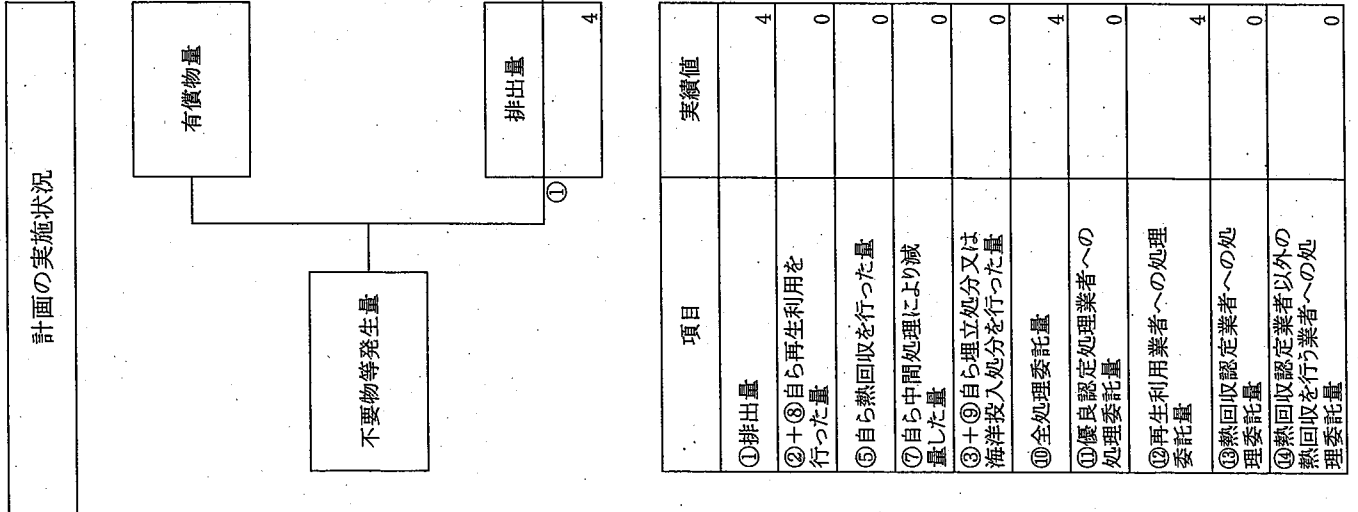 計画の実施状況
有償物量
不要物等発生量
排出量
①
4
項目 実績値
①排出量 4
②+⑧自ら再生利用を
行った量 0
⑤自ら熱回収を行った量 0
⑦自ら中間処理により減
量した量 0
③+⑨自ら埋立処分又は
海洋投入処分を行った量 0
⑩全処理委託量 4
⑪優良認定処理業者への
処理委託量 0
⑫再生利用業者への処理
委託量 4
⑬熱回収認定業者への処
理委託量 0
⑭熱回収認定業者以外の
熱回収を行う業者への処
理委託量 0